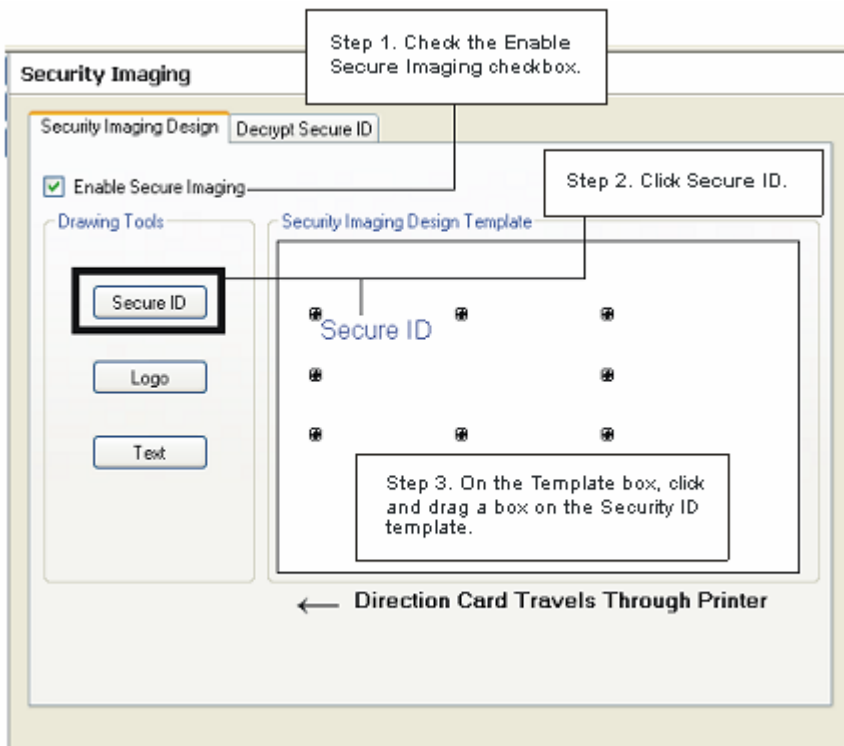 Step 1. Check the Enable
Secure Imaging checkbox.
Security Imaging
Security Imaging Design
Decrypt Secure ID
Enable Secure Imaging
Step 2. Click Secure ID.
Drawing Tools
Security Imaging Design Template
Secure ID
Secure ID
Logo
Text
Step 3. On the Template box, click
and drag a box on the Security ID
template.
← Direction Card Travels Through Printer